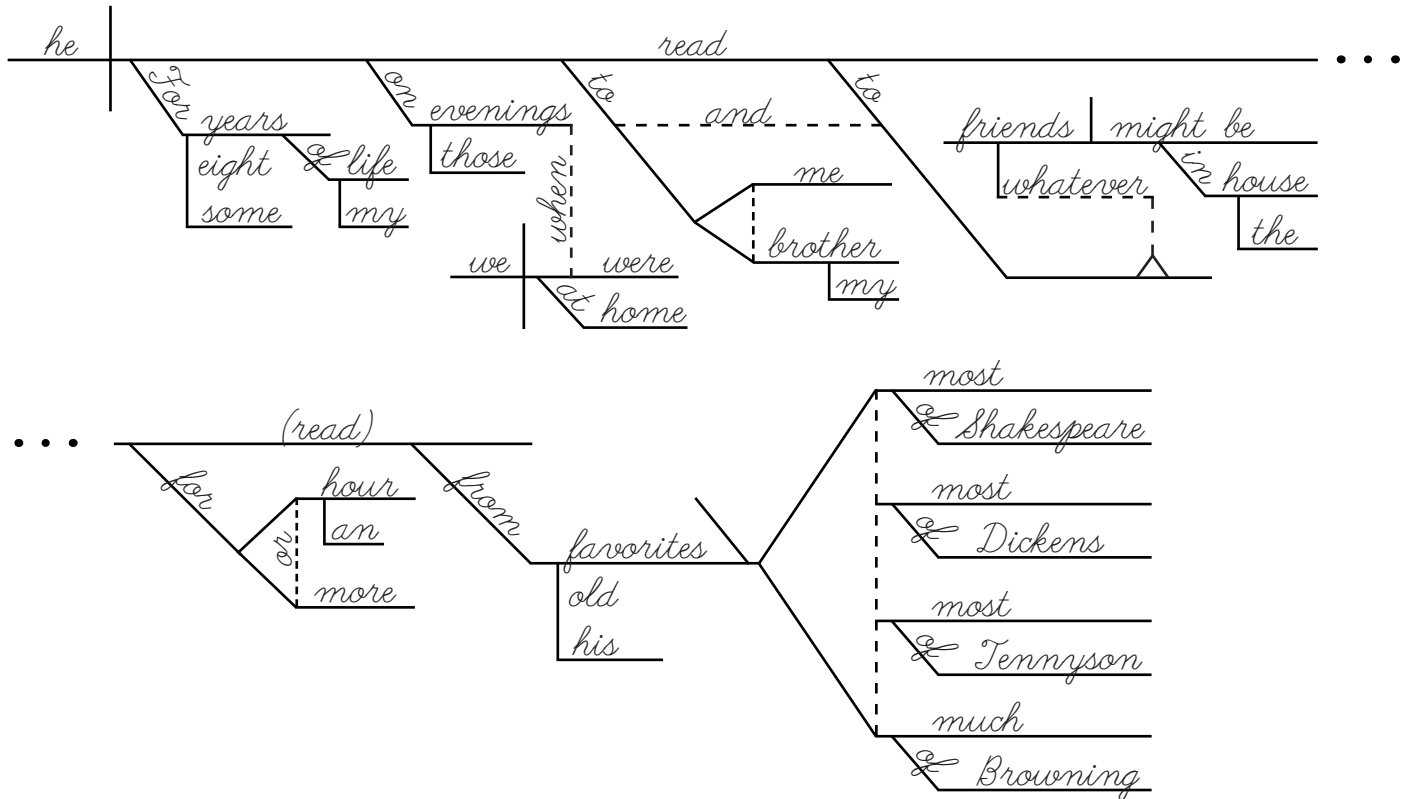 he read
For on to to
and
years evenings friends might be
eight of life those in
when
some my me whatever house
brother the
we were my
at home
most
of Shakespeare
(read)
for from
hour most
or an of Dickens
favorites
more old most
his of Tennyson
much
of Browning